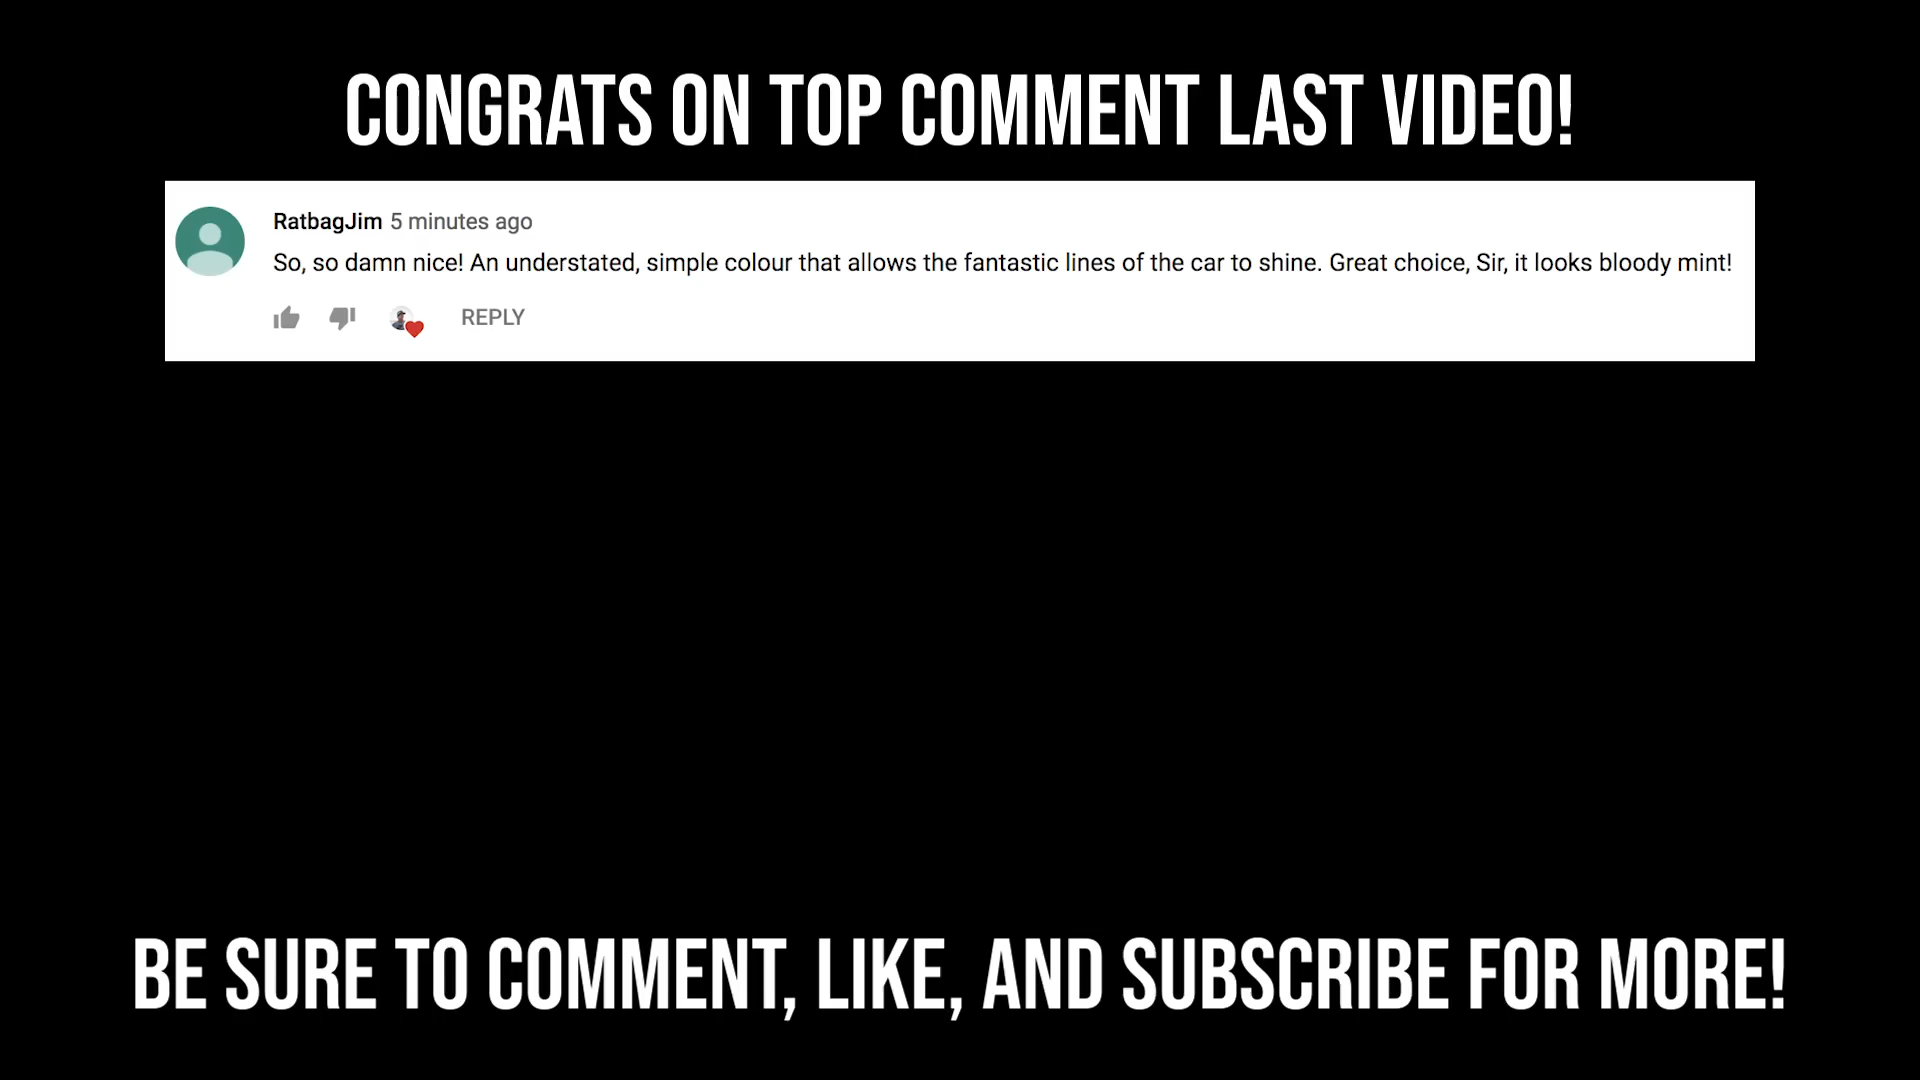 CONGRATS ON TOP COMMENT LAST VIDEO!
RatbagJim 5 minutes ago
So, so damn nice! An understated, simple colour that allows the fantastic lines of the car to shine. Great choice, Sir, it looks bloody mint!
REPLY
BE SURE TO COMMENT, LIKE, AND SUBSCRIBE FOR MORE!